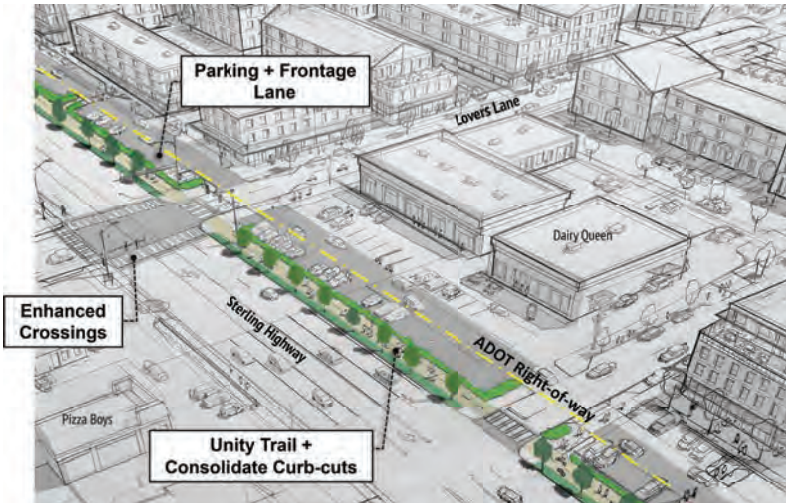 Parking + Frontage
Lane
Lovers Lane
Dairy Queen
Enhanced
Crossings
Sterling Highway
ADOT Right-of-way
Pizza Boys
Unity Trail +
Consolidate Curb-cuts